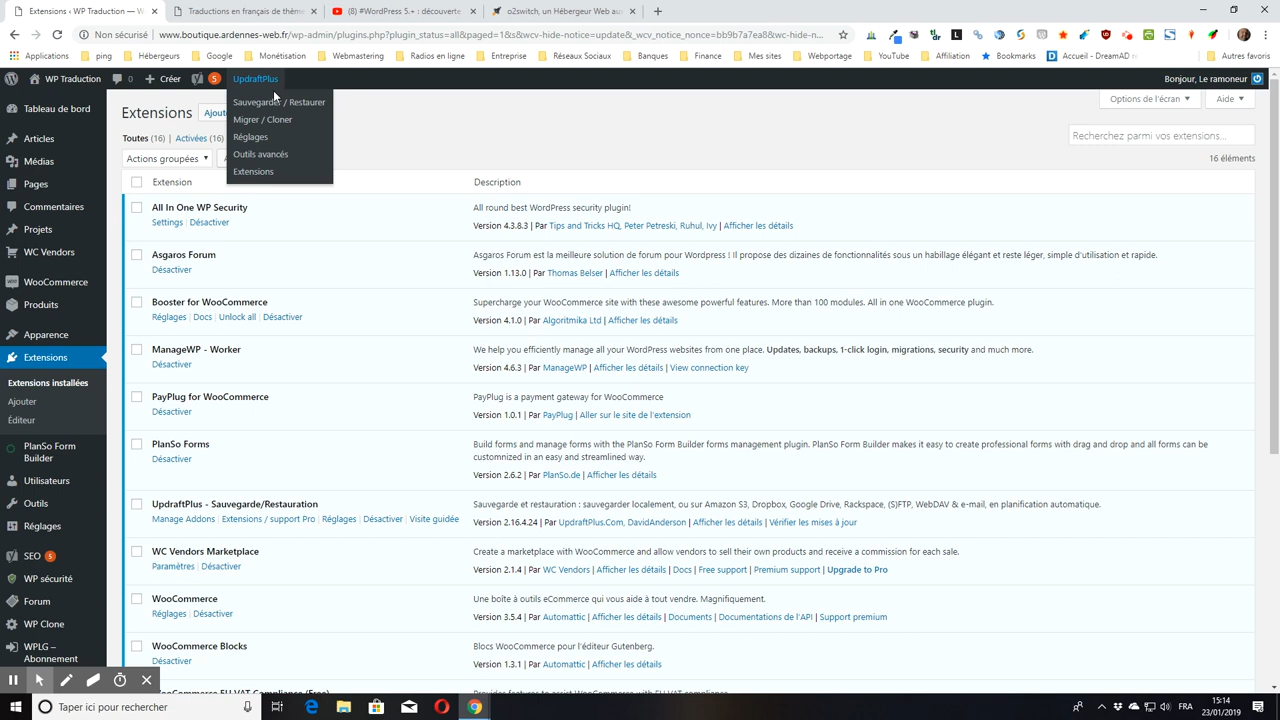 Extensions ‹ WP Traduction — W
Traductions en français de thème
(8) #WordPress 5.+ : découverte
o2switch, un Hébergeur Web au
Non sécurisé
www.boutique.ardennes-web.fr/wp-admin/plugins.php?plugin_status=all&paged=1&s&wcv-hide-notice=update&_wcv_notice_nonce=bb9b7a7ea8&wc-hide-n...
Applications
ping
Hébergeurs
Google
Monétisation
Webmastering
Radios en ligne
Entreprise
Réseaux Sociaux
Banques
Finance
Mes sites
Webportage
YouTube
Affiliation
Bookmarks
Accueil - DreamAD r
Autres favoris
WP Traduction
0
Créer
5
UpdraftPlus
Bonjour, Le ramoneur
Sauvegarder / Restaurer
Migrer / Cloner
Réglages
Outils avancés
Extensions
Options de l'écran
Aide
Extensions
Toutes (16) | Activées (16)
Recherchez parmi vos extensions...
Actions groupées
16 éléments
Tableau de bord
Articles
Médias
Pages
Commentaires
Projets
WC Vendors
WooCommerce
Produits
Apparence
Extensions
Extensions installées
Ajouter
Éditeur
PlanSo Form
Builder
Utilisateurs
Outils
Réglages
SEO 5
WP sécurité
Forum
WP Clone
WPLG –
Abonnement
Extension
Description
All In One WP Security
Settings | Désactiver
All round best WordPress security plugin!
Version 4.3.8.3 | Par Tips and Tricks HQ, Peter Petreski, Ruhul, Ivy | Afficher les détails
Asgaros Forum
Désactiver
Asgaros Forum est la meilleure solution de forum pour Wordpress ! Il propose des dizaines de fonctionnalités sous un habillage élégant et reste léger, simple d'utilisation et rapide.
Version 1.13.0 | Par Thomas Belser | Afficher les détails
Booster for WooCommerce
Réglages | Docs | Unlock all | Désactiver
Supercharge your WooCommerce site with these awesome powerful features. More than 100 modules. All in one WooCommerce plugin.
Version 4.1.0 | Par Algoritmika Ltd | Afficher les détails
ManageWP - Worker
Désactiver
We help you efficiently manage all your WordPress websites from one place. Updates, backups, 1-click login, migrations, security and much more.
Version 4.6.3 | Par ManageWP | Afficher les détails | View connection key
PayPlug for WooCommerce
Désactiver
PayPlug is a payment gateway for WooCommerce
Version 1.0.1 | Par PayPlug | Aller sur le site de l'extension
PlanSo Forms
Désactiver
Build forms and manage forms with the PlanSo Form Builder forms management plugin. PlanSo Form Builder makes it easy to create professional forms with drag and drop and all forms can be
customnized in an easy and streamlined way.
Version 2.6.2 | Par PlanSo.de | Afficher les détails
UpdraftPlus - Sauvegarde/Restauration
Manage Addons | Extensions / support Pro | Réglages | Désactiver | Visite guidée
Sauvegarde et restauration : sauvegarder localement, ou sur Amazon S3, Dropbox, Google Drive, Rackspace, (S)FTP, WebDAV & e-mail, en planification automatique.
Version 2.16.4.24 | Par UpdraftPlus.Com, DavidAnderson | Afficher les détails | Vérifier les mises à jour
WC Vendors Marketplace
Paramètres | Désactiver
Create a marketplace with WooCommerce and allow vendors to sell their own products and receive a commission for each sale.
Version 2.1.4 | Par WC Vendors | Afficher les détails | Docs | Free support | Premium support | Upgrade to Pro
WooCommerce
Réglages | Désactiver
Une boîte à outils eCommerce qui vous aide à tout vendre. Magnifiquement.
Version 3.5.4 | Par Automattic | Afficher les détails | Documents | Documentations de l'API | Support premium
WooCommerce Blocks
Désactiver
Blocs WooCommerce pour l'éditeur Gutenberg.
Version 1.3.1 | Par Automattic | Afficher les détails
WooCommerce EU VAT Compliance (Free)
Taper ici pour rechercher
FRA
15:14
23/01/2019